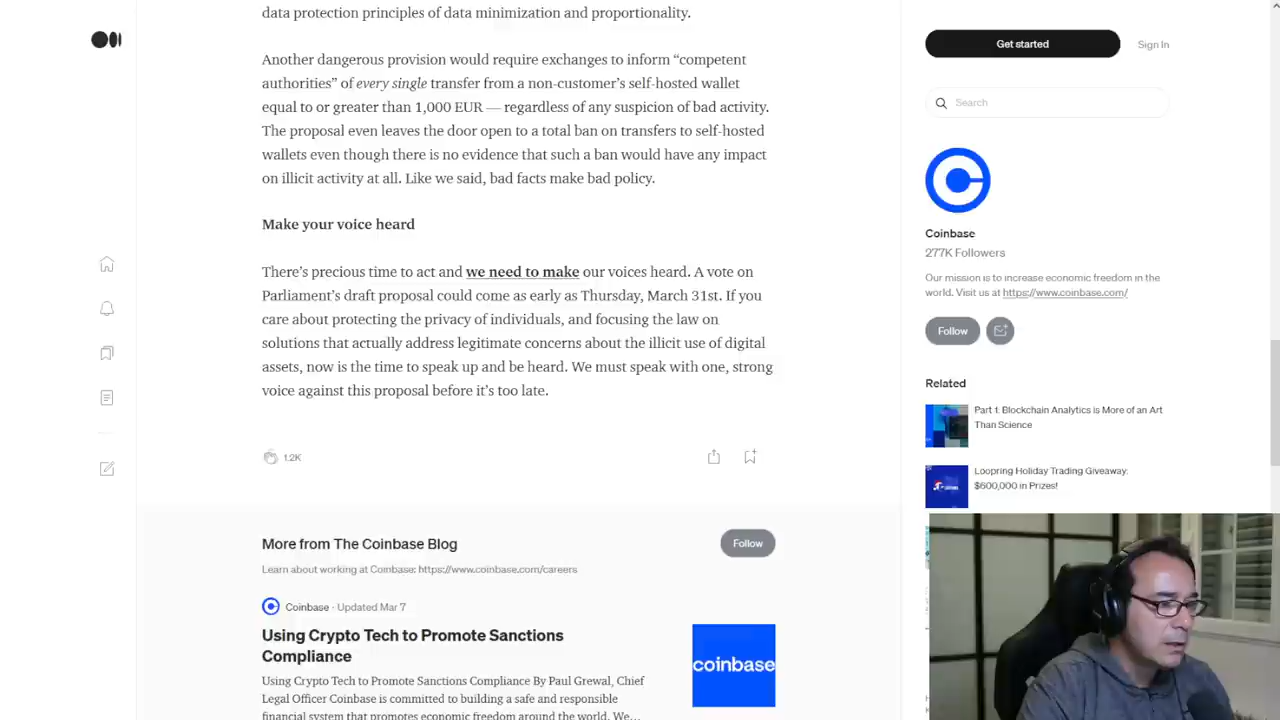 data protection principles of data minimization and proportionality.
Another dangerous provision would require exchanges to inform “competent
authorities” of every single transfer from a non-customer’s self-hosted wallet
equal to or greater than 1,000 EUR — regardless of any suspicion of bad activity.
The proposal even leaves the door open to a total ban on transfers to self-hosted
wallets even though there is no evidence that such a ban would have any impact
on illicit activity at all. Like we said, bad facts make bad policy.
Make your voice heard
There’s precious time to act and we need to make our voices heard. A vote on
Parliament’s draft proposal could come as early as Thursday, March 31st. If you
care about protecting the privacy of individuals, and focusing the law on
solutions that actually address legitimate concerns about the illicit use of digital
assets, now is the time to speak up and be heard. We must speak with one, strong
voice against this proposal before it’s too late.
1.2K
More from The Coinbase Blog
Follow
Learn about working at Coinbase: https://www.coinbase.com/careers
Coinbase · Updated Mar 7
Using Crypto Tech to Promote Sanctions
Compliance
Using Crypto Tech to Promote Sanctions Compliance By Paul Grewal, Chief
Legal Officer Coinbase is committed to building a safe and responsible
financial system that promotes economic freedom around the world. We…
coinbase
Get started
Sign In
Search
Coinbase
277K Followers
Our mission is to increase economic freedom in the
world. Visit us at https://www.coinbase.com/
Follow
Related
Part 1: Blockchain Analytics is More of an Art
Than Science
Loopring Holiday Trading Giveaway:
$600,000 in Prizes!